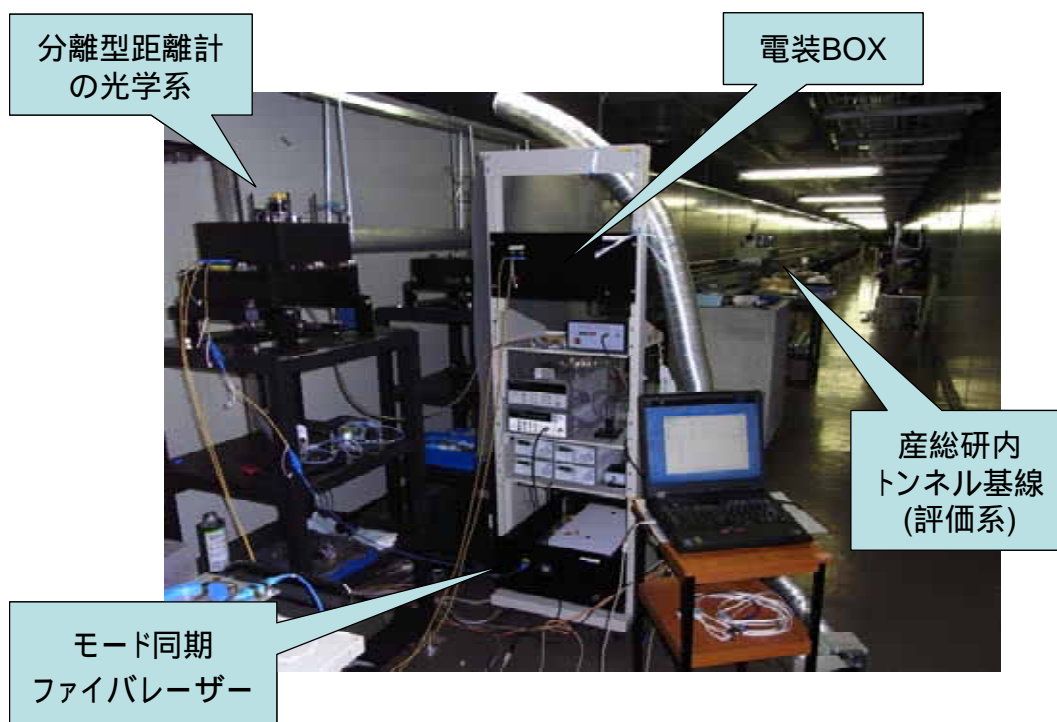 分離型距離計
の光学系
電装BOX
産総研内
トンネル基線
(評価系)
モード同期
ファイバレーザー